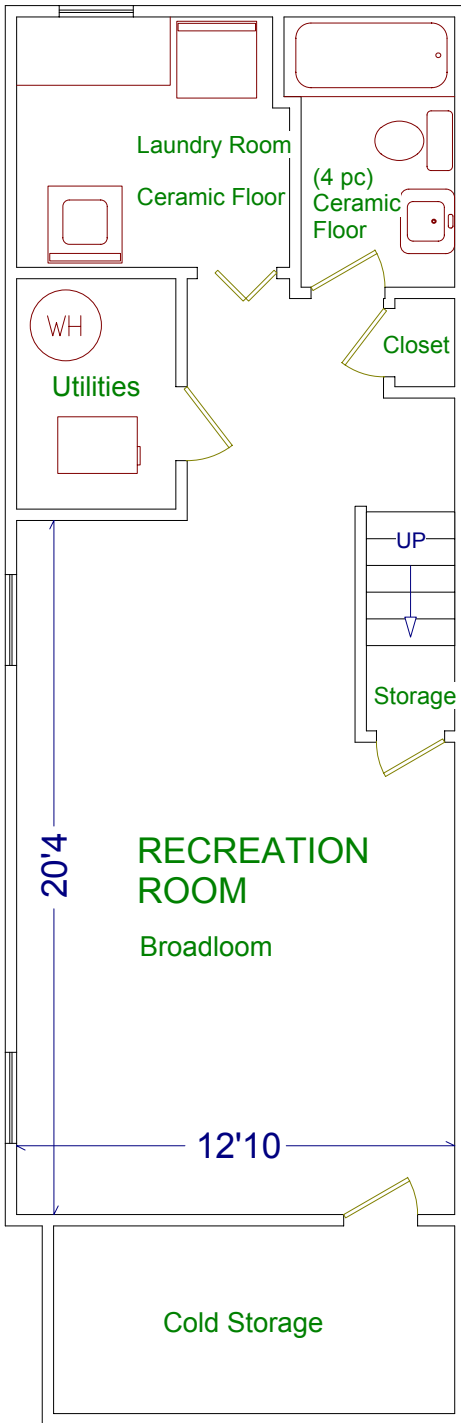 Laundry Room
Ceramic Floor
(4 pc)
Ceramic
Floor
WH
Utilities
Closet
UP
Storage
20'4
RECREATION
ROOM
Broadloom
12'10
Cold Storage